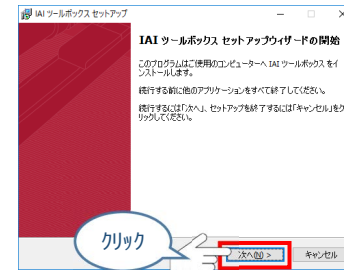 IAI ツールボックス セットアップ
IAI ツールボックス セットアップウィザードの開始
このプログラムはご使用のコンピューターへ IAI ツールボックス をイ
ンストールします。
続行する前に他のアプリケーションをすべて終了してください。
続行するには「次へ」、セットアップを終了するには「キャンセル」をク
リックしてください。
クリック
次へ(N) >
キャンセル